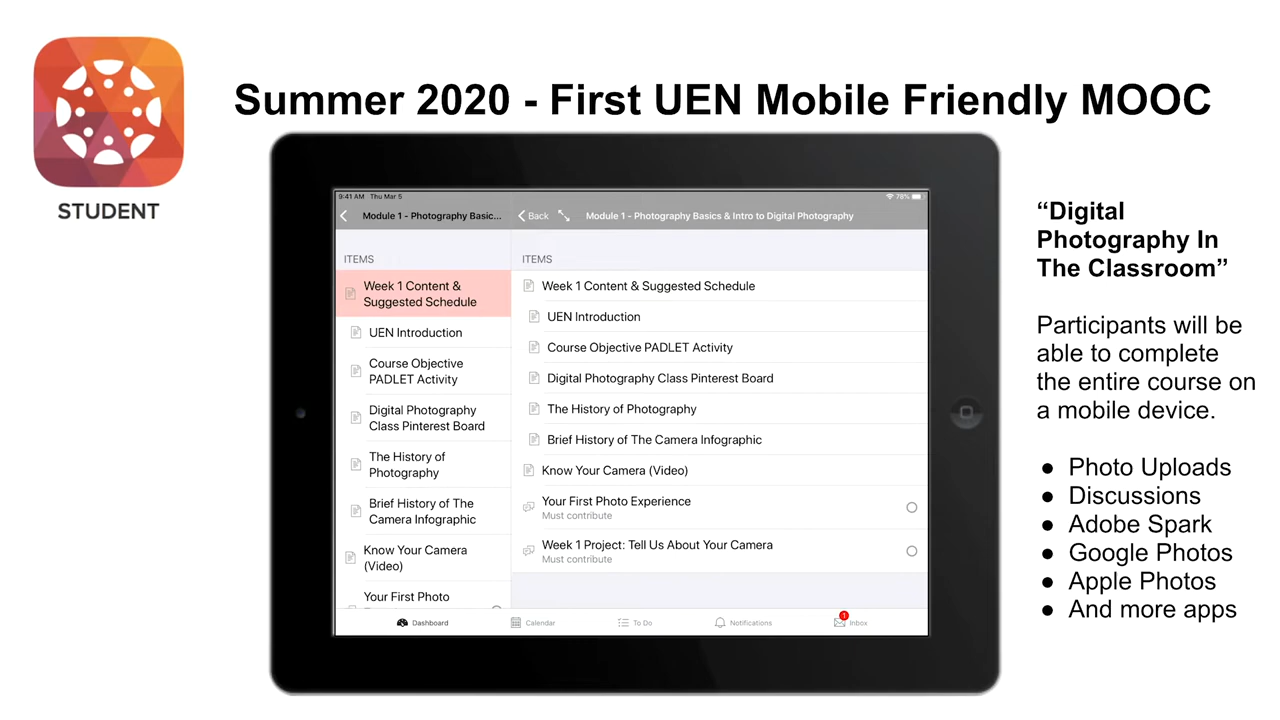 Summer 2020 - First UEN Mobile Friendly MOOC
STUDENT
9:41 AM Thu Mar 5
78%
Module 1 - Photography Basic...
Back
Module 1 - Photography Basics & Intro to Digital Photography
ITEMS
Week 1 Content &
Suggested Schedule
UEN Introduction
Course Objective
PADLET Activity
Digital Photography
Class Pinterest Board
The History of
Photography
Brief History of The
Camera Infographic
Know Your Camera
(Video)
Your First Photo
ITEMS
Week 1 Content & Suggested Schedule
UEN Introduction
Course Objective PADLET Activity
Digital Photography Class Pinterest Board
The History of Photography
Brief History of The Camera Infographic
Know Your Camera (Video)
Your First Photo Experience
Must contribute
Week 1 Project: Tell Us About Your Camera
Must contribute
Dashboard
Calendar
To Do
Notifications
1
Inbox
“Digital
Photography In
The Classroom”
Participants will be
able to complete
the entire course on
a mobile device.
● Photo Uploads
● Discussions
● Adobe Spark
● Google Photos
● Apple Photos
● And more apps